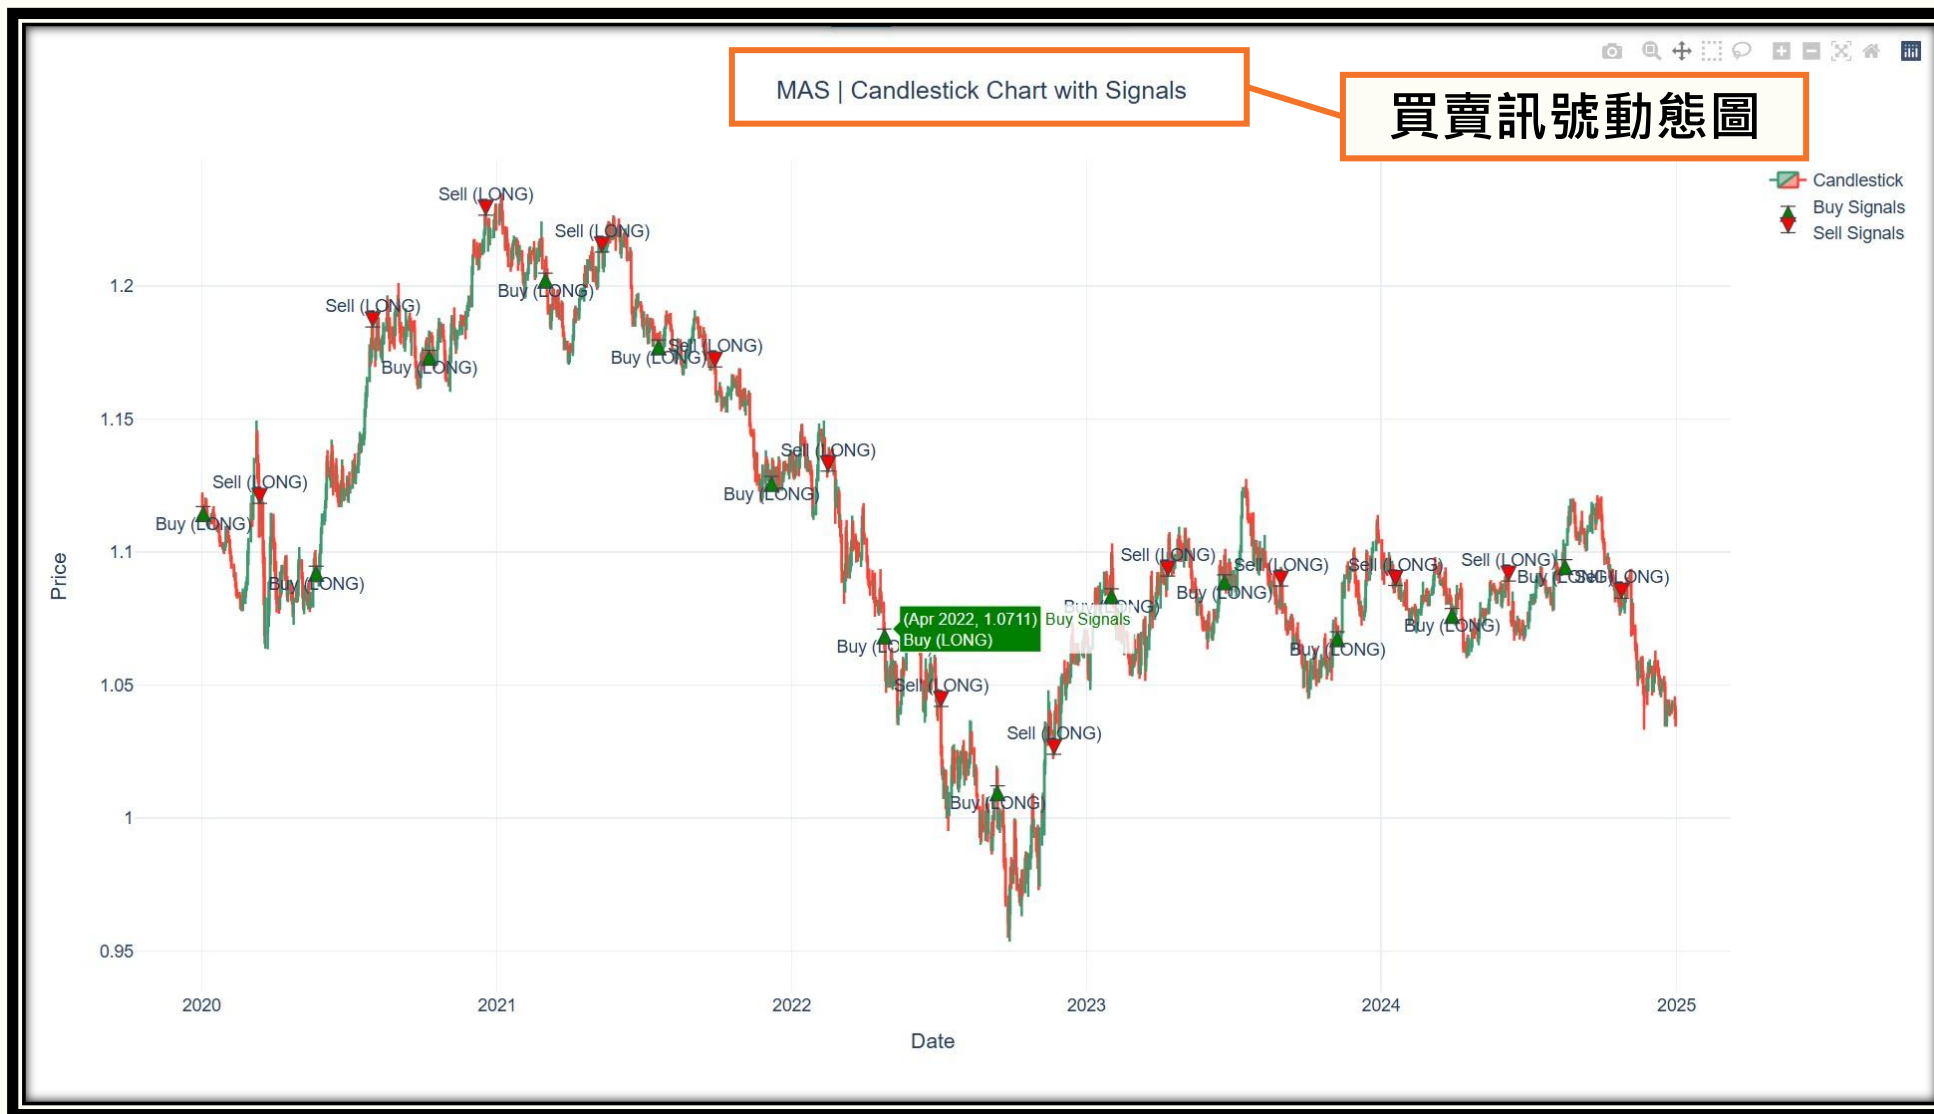 MAS | Candlestick Chart with Signals
買賣訊號動態圖
Candlestick
Buy Signals
Sell Signals
Sell (LONG)
Sell (LONG)
Buy (LONG)
Sell (LONG)
Buy (LONG)
Sell (LONG)
Buy (LONG)
Buy (LONG)
Sell (LONG)
Buy (LONG)
Sell (LONG)
Buy (LONG)
Buy (LONG)
Sell (LONG)
Buy (LONG)
(Apr 2022, 1.0711)
Buy (LONG)
Buy Signals
Sell (LONG)
Buy (LONG)
Sell (LONG)
Buy (LONG)
Sell (LONG)
Buy (LONG)
Sell (LONG)
Buy (LONG)
Sell (LONG)
Buy (LONG)
Sell (LONG)
Buy (LONG)
Sell (LONG)
1.2
1.15
1.1
1.05
1
0.95
Price
2020
2021
2022
2023
2024
2025
Date